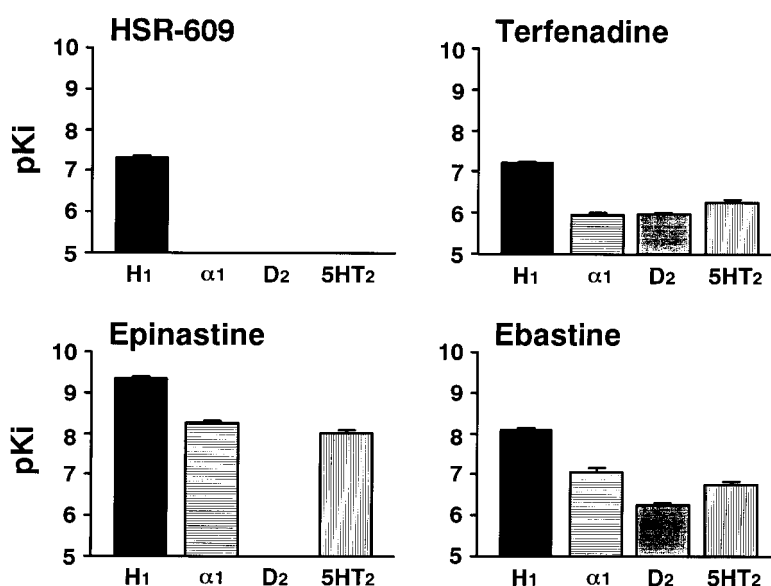 HSR-609
pKi
10
9
8
7
6
5
H1 α1 D2 5HT2
Terfenadine
10
9
8
7
6
5
H1 α1 D2 5HT2
Epinastine
pKi
10
9
8
7
6
5
H1 α1 D2 5HT2
Ebastine
10
9
8
7
6
5
H1 α1 D2 5HT2